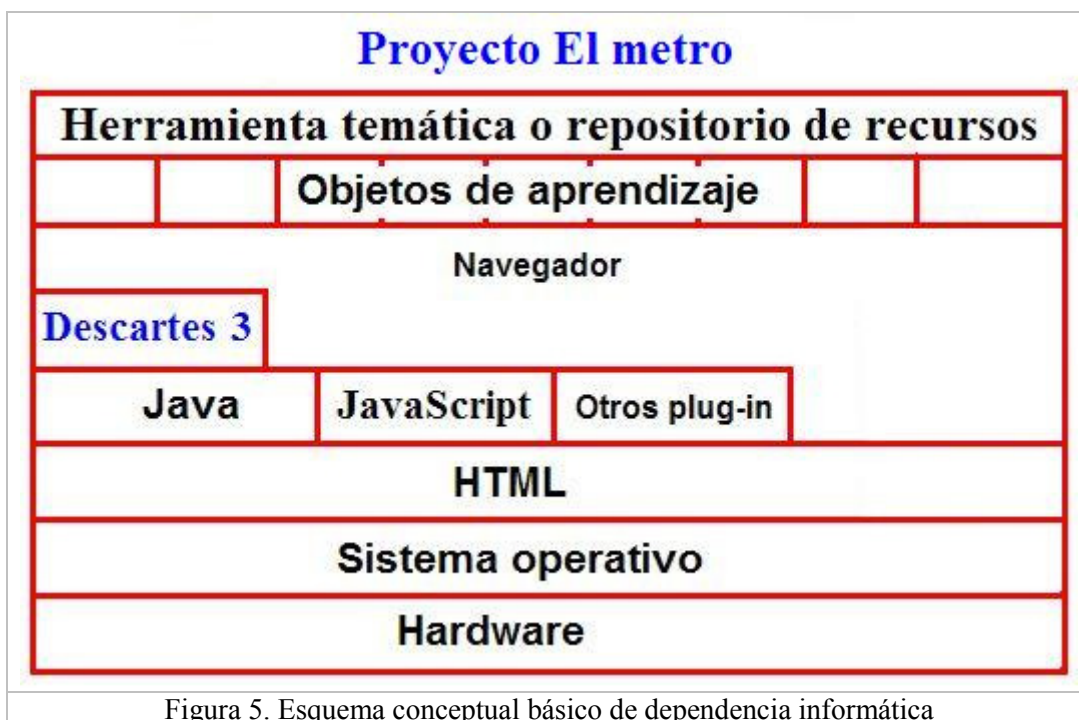 Proyecto El metro
Herramienta temática o repositorio de recursos
Objetos de aprendizaje
Navegador
Descartes 3
Java JavaScript Otros plug-in
HTML
Sistema operativo
Hardware
Figura 5. Esquema conceptual básico de dependencia informática